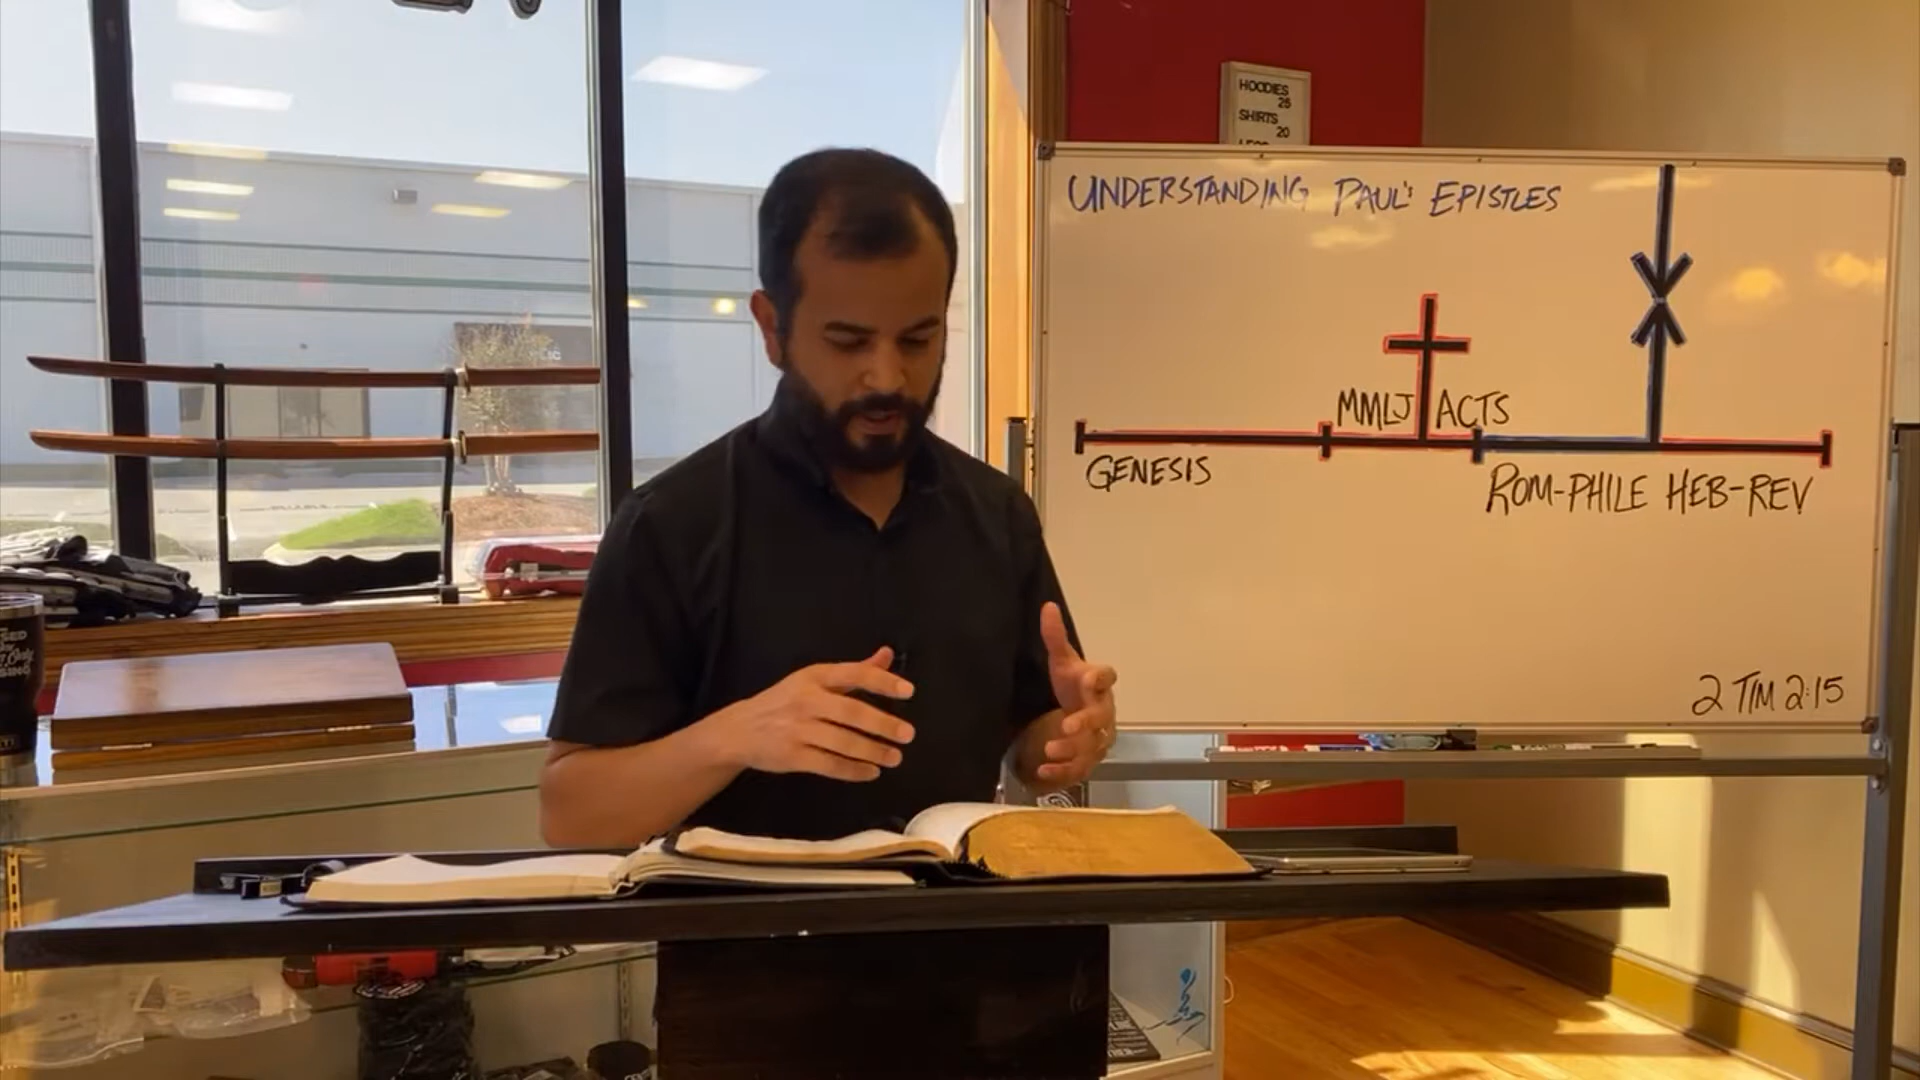 HOODIES
25
SHIRTS
20
UNDERSTANDING PAUL'S EPISTLES
MMLJ ACTS
GENESIS
ROM-PHILE HEB-REV
2 TIM 2:15